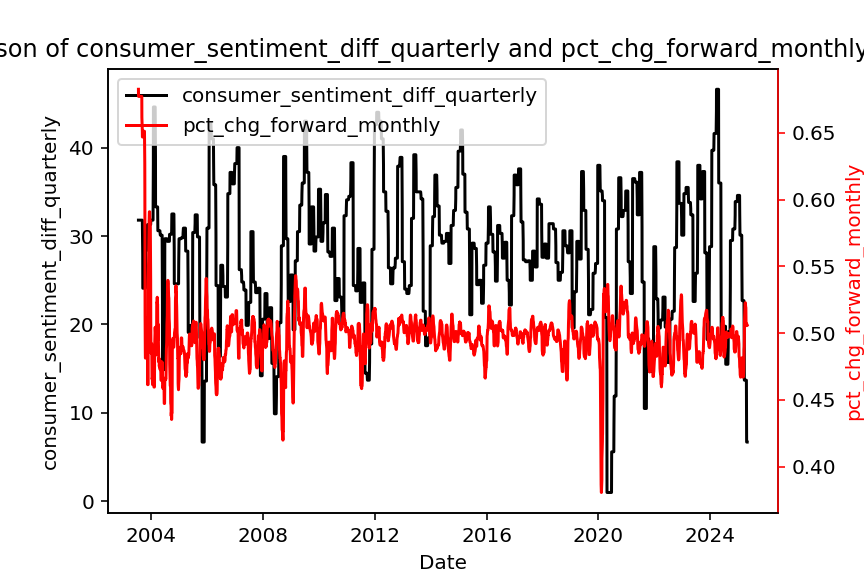 son of consumer_sentiment_diff_quarterly and pct_chg_forward_monthly
consumer_sentiment_diff_quarterly
pct_chg_forward_monthly
consumer_sentiment_diff_quarterly
40
30
20
10
0
0.65
0.60
0.55
0.50
0.45
0.40
pct_chg_forward_monthly
2004
2008
2012
2016
2020
2024
Date